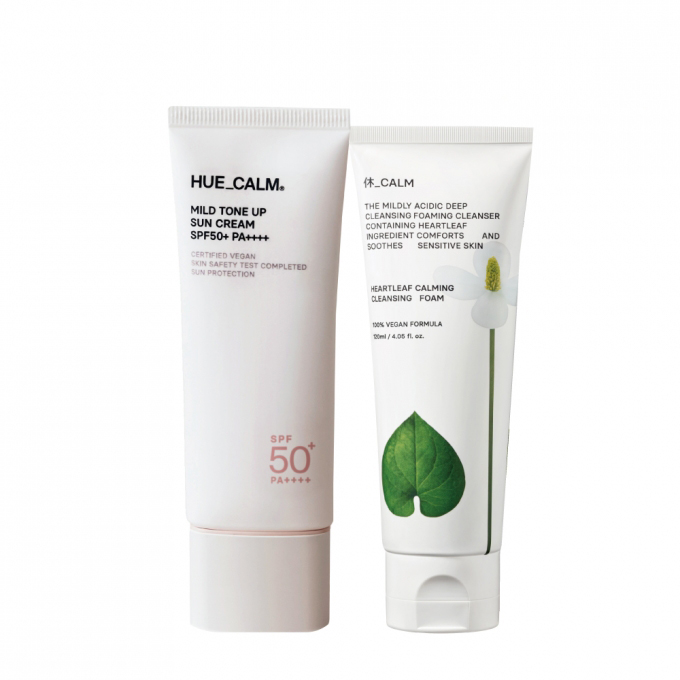 HUE_CALM®
MILD TONE UP
SUN CREAM
SPF50+ PA++++
CERTIFIED VEGAN
SKIN SAFETY TEST COMPLETED
SUN PROTECTION
SPF
50+
PA++++
休_CALM
THE MILDLY ACIDIC DEEP
CLEANSING FOAMING CLEANSER
CONTAINING HEARTLEAF
INGREDIENT COMFORTS AND
SOOTHES SENSITIVE SKIN
HEARTLEAF CALMING
CLEANSING FOAM
100% VEGAN FORMULA
120ml / 4.05 fl. oz.